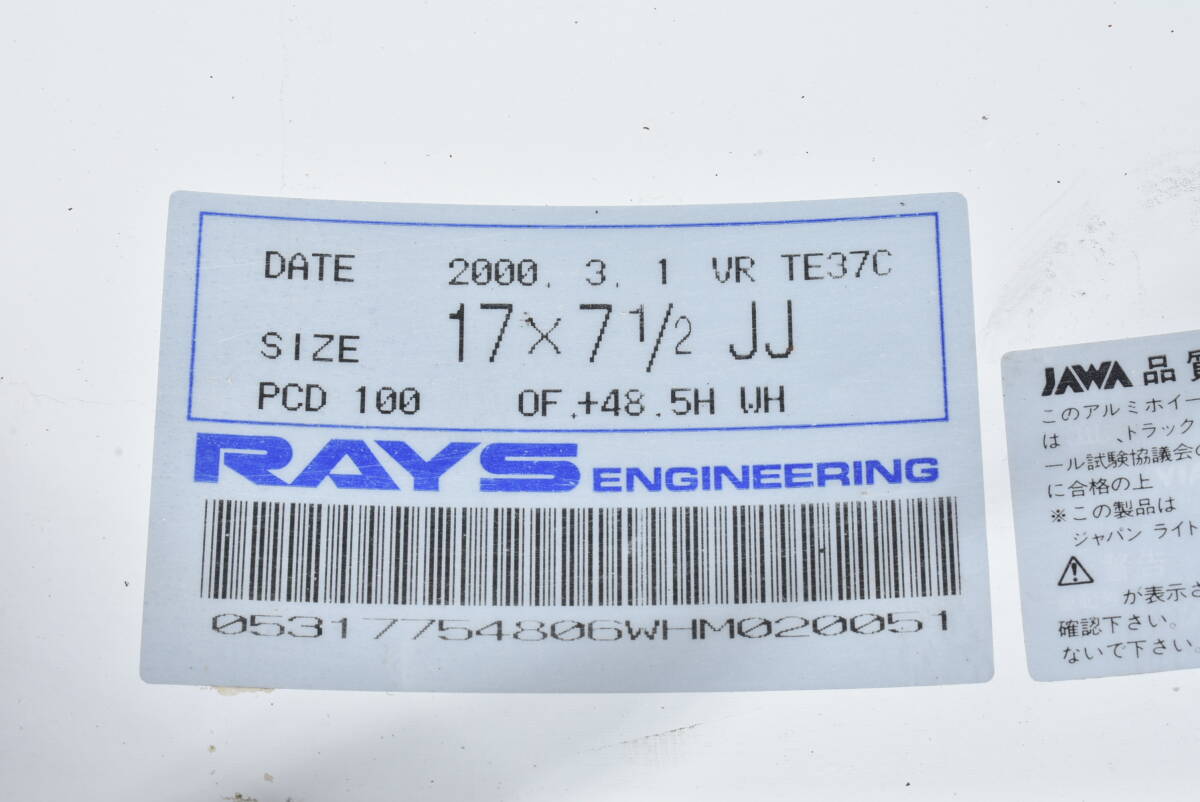 DATE 2000. 3. 1 VR TE37C
SIZE 17×7 1/2 JJ
PCD 100 OF.+48.5H WH
RAYS ENGINEERING
05317754806WHM020051
JAWA 品質
このアルミホイー
は 、トラック
ール試験協議会の
に合格の上
※この製品は
ジャパン ライト
が表示さ
確認下さい。
ないで下さい。